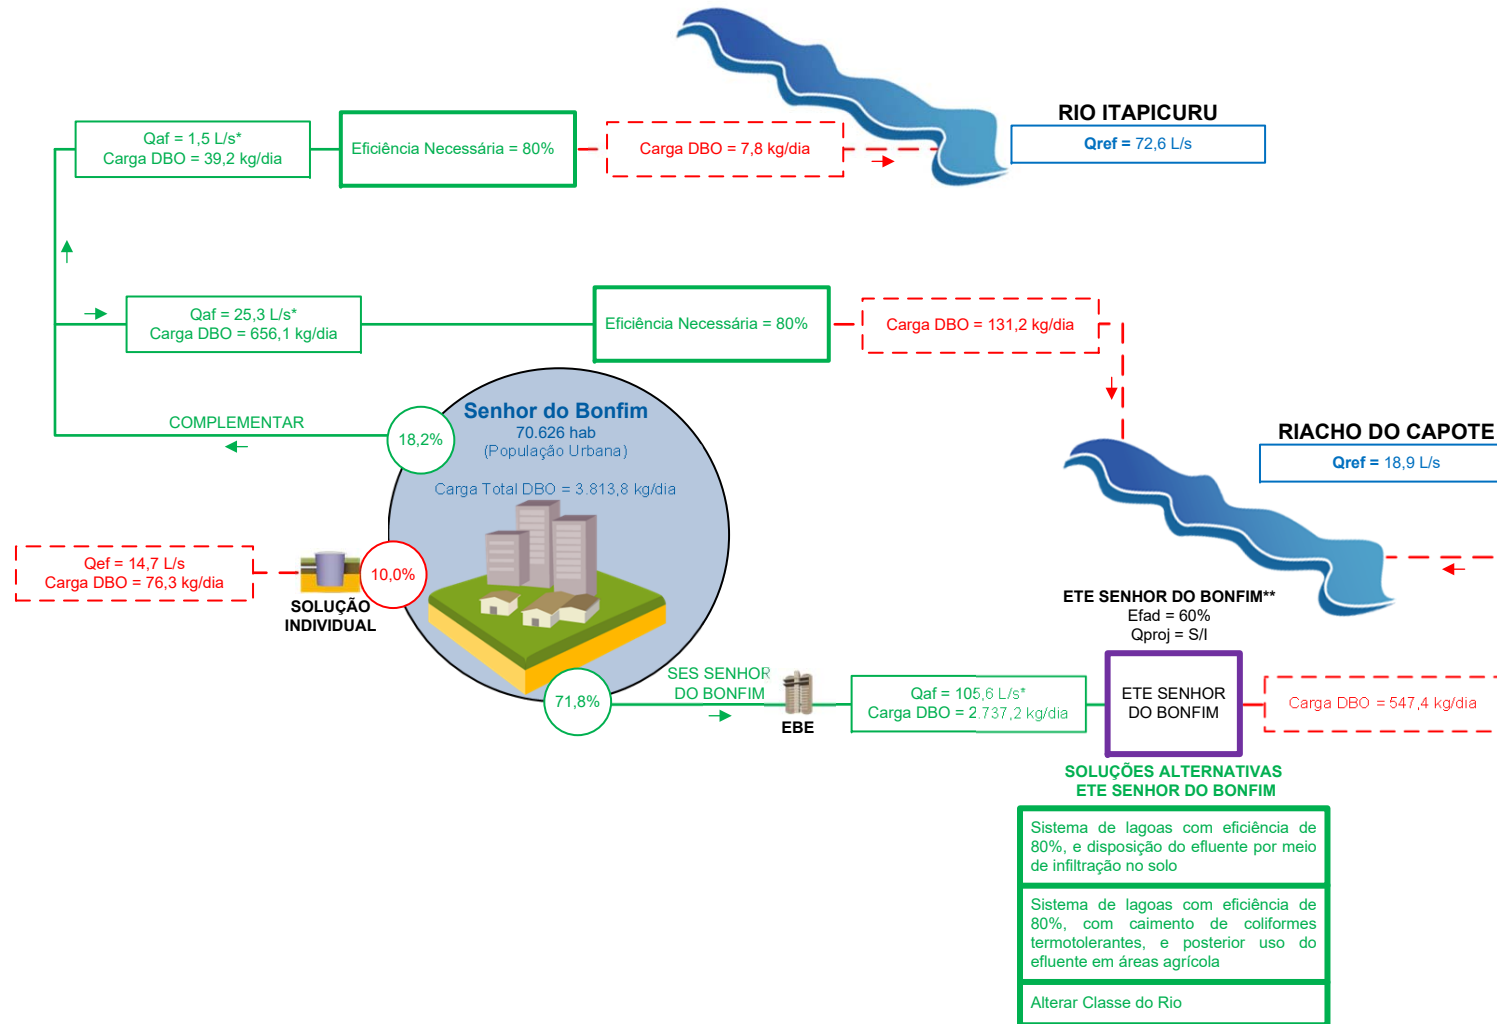 RIO ITAPICURU
Qref = 72,6 L/s
Qaf = 1,5 L/s*
Carga DBO = 39,2 kg/dia
Eficiência Necessária = 80%
Carga DBO = 7,8 kg/dia
Qaf = 25,3 L/s*
Carga DBO = 656,1 kg/dia
Eficiência Necessária = 80%
Carga DBO = 131,2 kg/dia
COMPLEMENTAR
18,2%
Senhor do Bonfim
70.626 hab
(População Urbana)
Carga Total DBO = 3.813,8 kg/dia
RIACHO DO CAPOTE
Qref = 18,9 L/s
Qef = 14,7 L/s
Carga DBO = 76,3 kg/dia
SOLUÇÃO
INDIVIDUAL
10,0%
71,8%
SES SENHOR
DO BONFIM
EBE
Qaf = 105,6 L/s*
Carga DBO = 2.737,2 kg/dia
ETE SENHOR DO BONFIM**
Efad = 60%
Qproj = S/I
ETE SENHOR
DO BONFIM
Carga DBO = 547,4 kg/dia
SOLUÇÕES ALTERNATIVAS
ETE SENHOR DO BONFIM
Sistema de lagoas com eficiência de
80%, e disposição do efluente por meio
de infiltração no solo
Sistema de lagoas com eficiência de
80%, com caimento de coliformes
termotolerantes, e posterior uso do
efluente em áreas agrícola
Alterar Classe do Rio